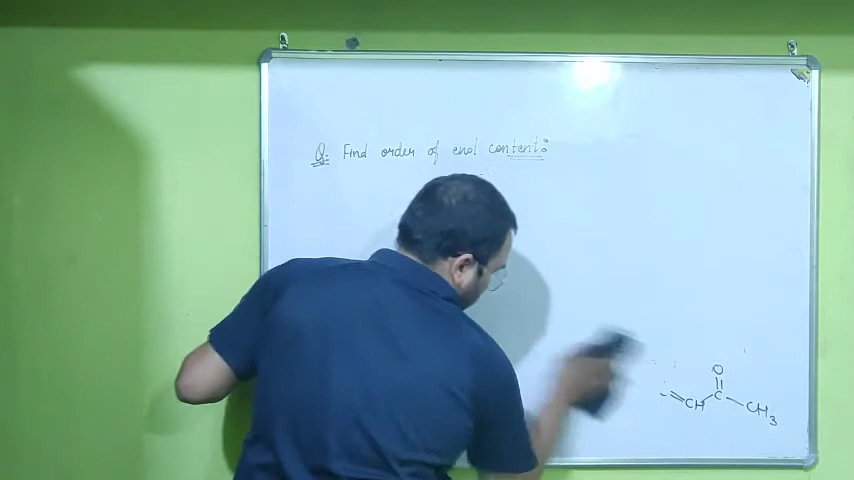 Q: Find order of enol content:
O
=CH C CH3